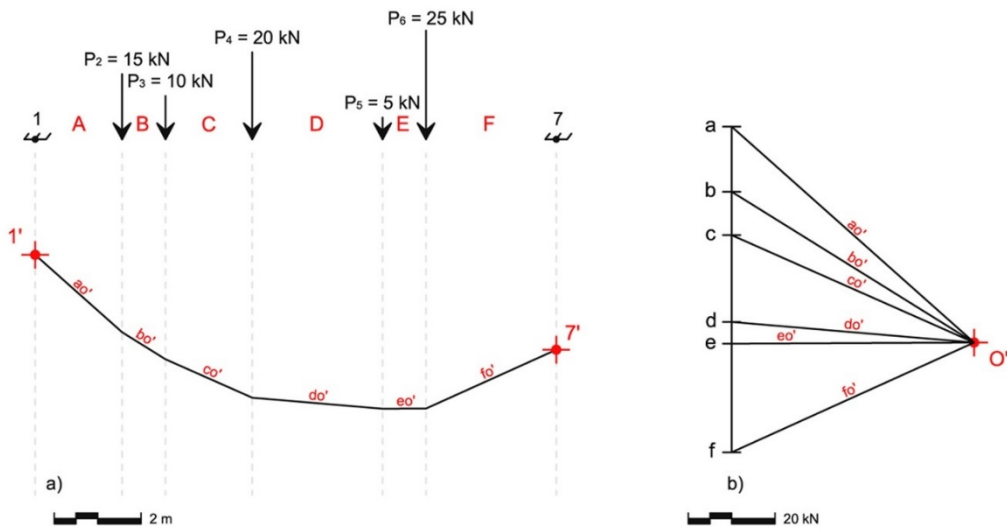 P₂ = 15 kN
P₃ = 10 kN
P₄ = 20 kN
P₅ = 5 kN
P₆ = 25 kN
1
A
B
C
D
E
F
7
1'
ao'
bo'
co'
do'
eo'
fo'
7'
a)
2 m
a
b
c
d
e
f
ao'
bo'
co'
do'
eo'
fo'
O'
b)
20 kN